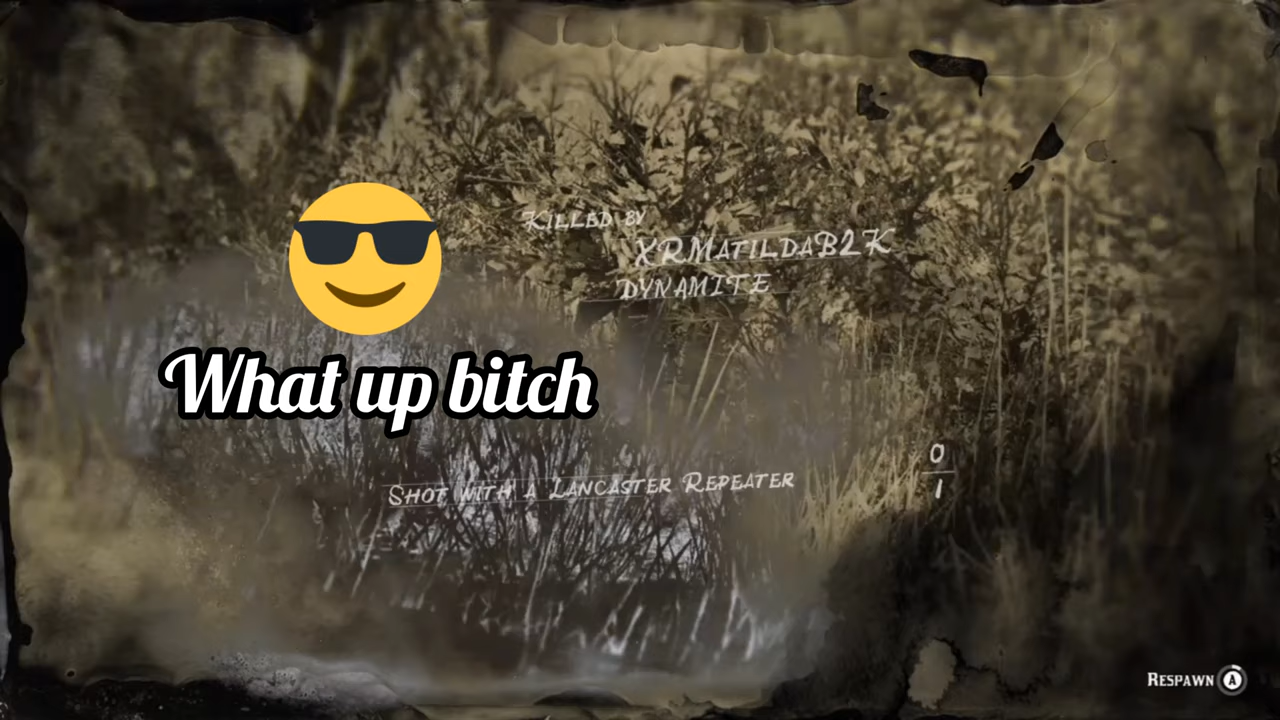 Killed by
XRMatildaB2K
Dynamite
What up bitch
Shot with a Lancaster Repeater
0
1
Respawn A